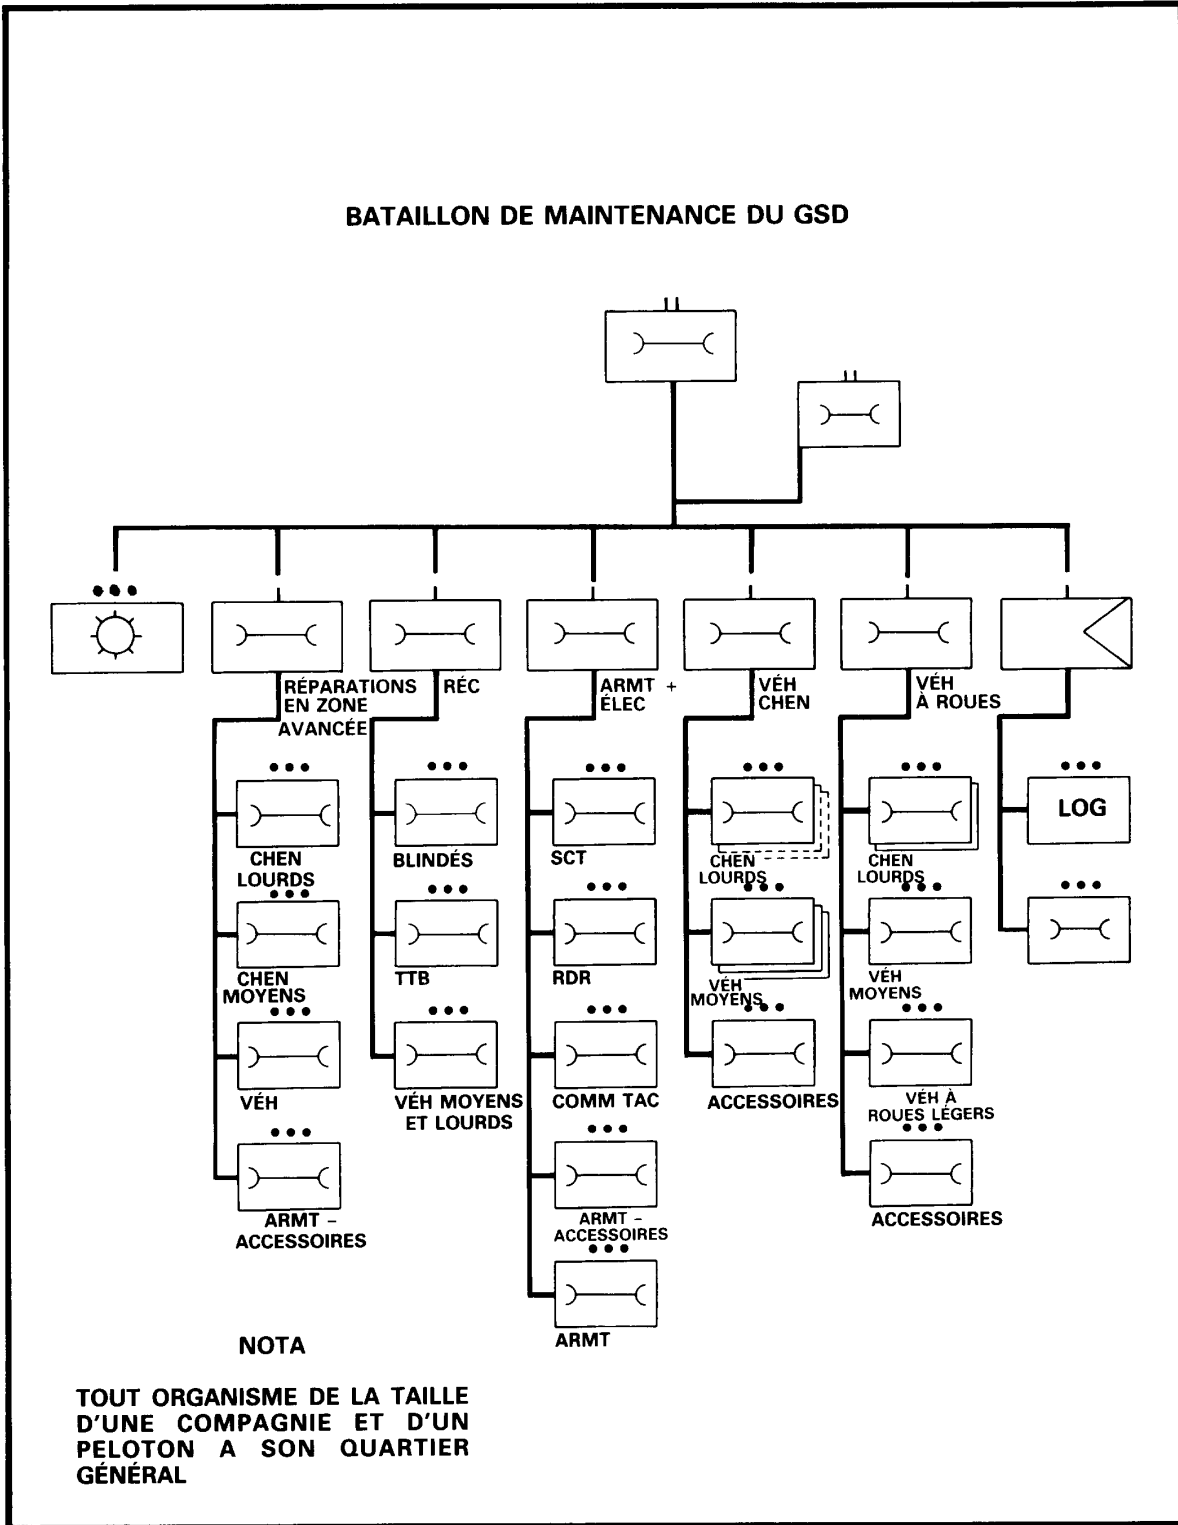 BATAILLON DE MAINTENANCE DU GSD
RÉPARATIONS
EN ZONE
AVANCÉE
RÉC
ARMT +
ÉLEC
VÉH
CHEN
VÉH
À ROUES
CHEN
LOURDS
BLINDÉS
SCT
CHEN
LOURDS
CHEN
LOURDS
LOG
CHEN
MOYENS
TTB
RDR
VÉH
MOYENS
VÉH
MOYENS
VÉH
VÉH MOYENS
ET LOURDS
COMM TAC
ACCESSOIRES
VÉH À
ROUES LÉGERS
ARMT –
ACCESSOIRES
ARMT –
ACCESSOIRES
ACCESSOIRES
ARMT
NOTA
TOUT ORGANISME DE LA TAILLE
D'UNE COMPAGNIE ET D'UN
PELOTON A SON QUARTIER
GÉNÉRAL